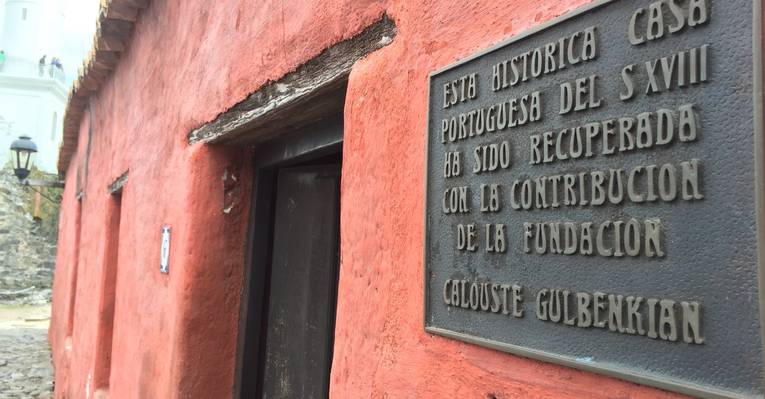 ESTA HISTORICA CASA
PORTUGUESA DEL S XVIII
HA SIDO RECUPERADA
CON LA CONTRIBUCION
DE LA FUNDACION
CALOUSTE GULBENKIAN